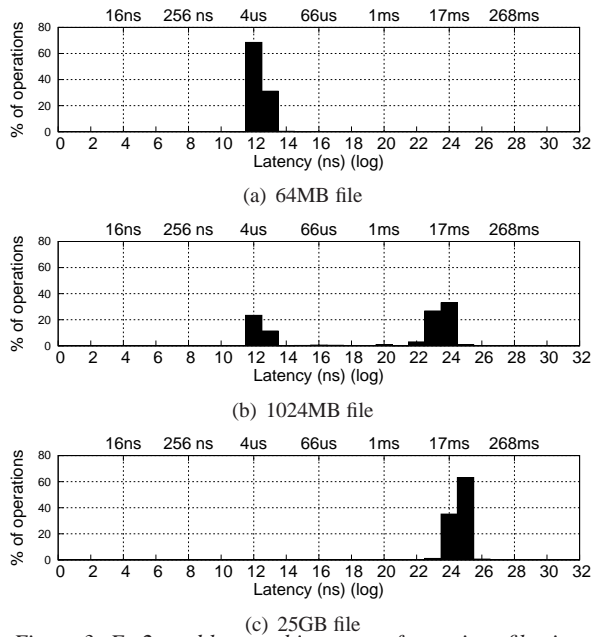 16ns 256 ns 4us 66us 1ms 17ms 268ms
80
60
40
20
0
% of operations
0 2 4 6 8 10 12 14 16 18 20 22 24 26 28 30 32
Latency (ns) (log)
(a) 64MB file
16ns 256 ns 4us 66us 1ms 17ms 268ms
80
60
40
20
0
% of operations
0 2 4 6 8 10 12 14 16 18 20 22 24 26 28 30 32
Latency (ns) (log)
(b) 1024MB file
16ns 256 ns 4us 66us 1ms 17ms 268ms
80
60
40
20
0
% of operations
0 2 4 6 8 10 12 14 16 18 20 22 24 26 28 30 32
Latency (ns) (log)
(c) 25GB file